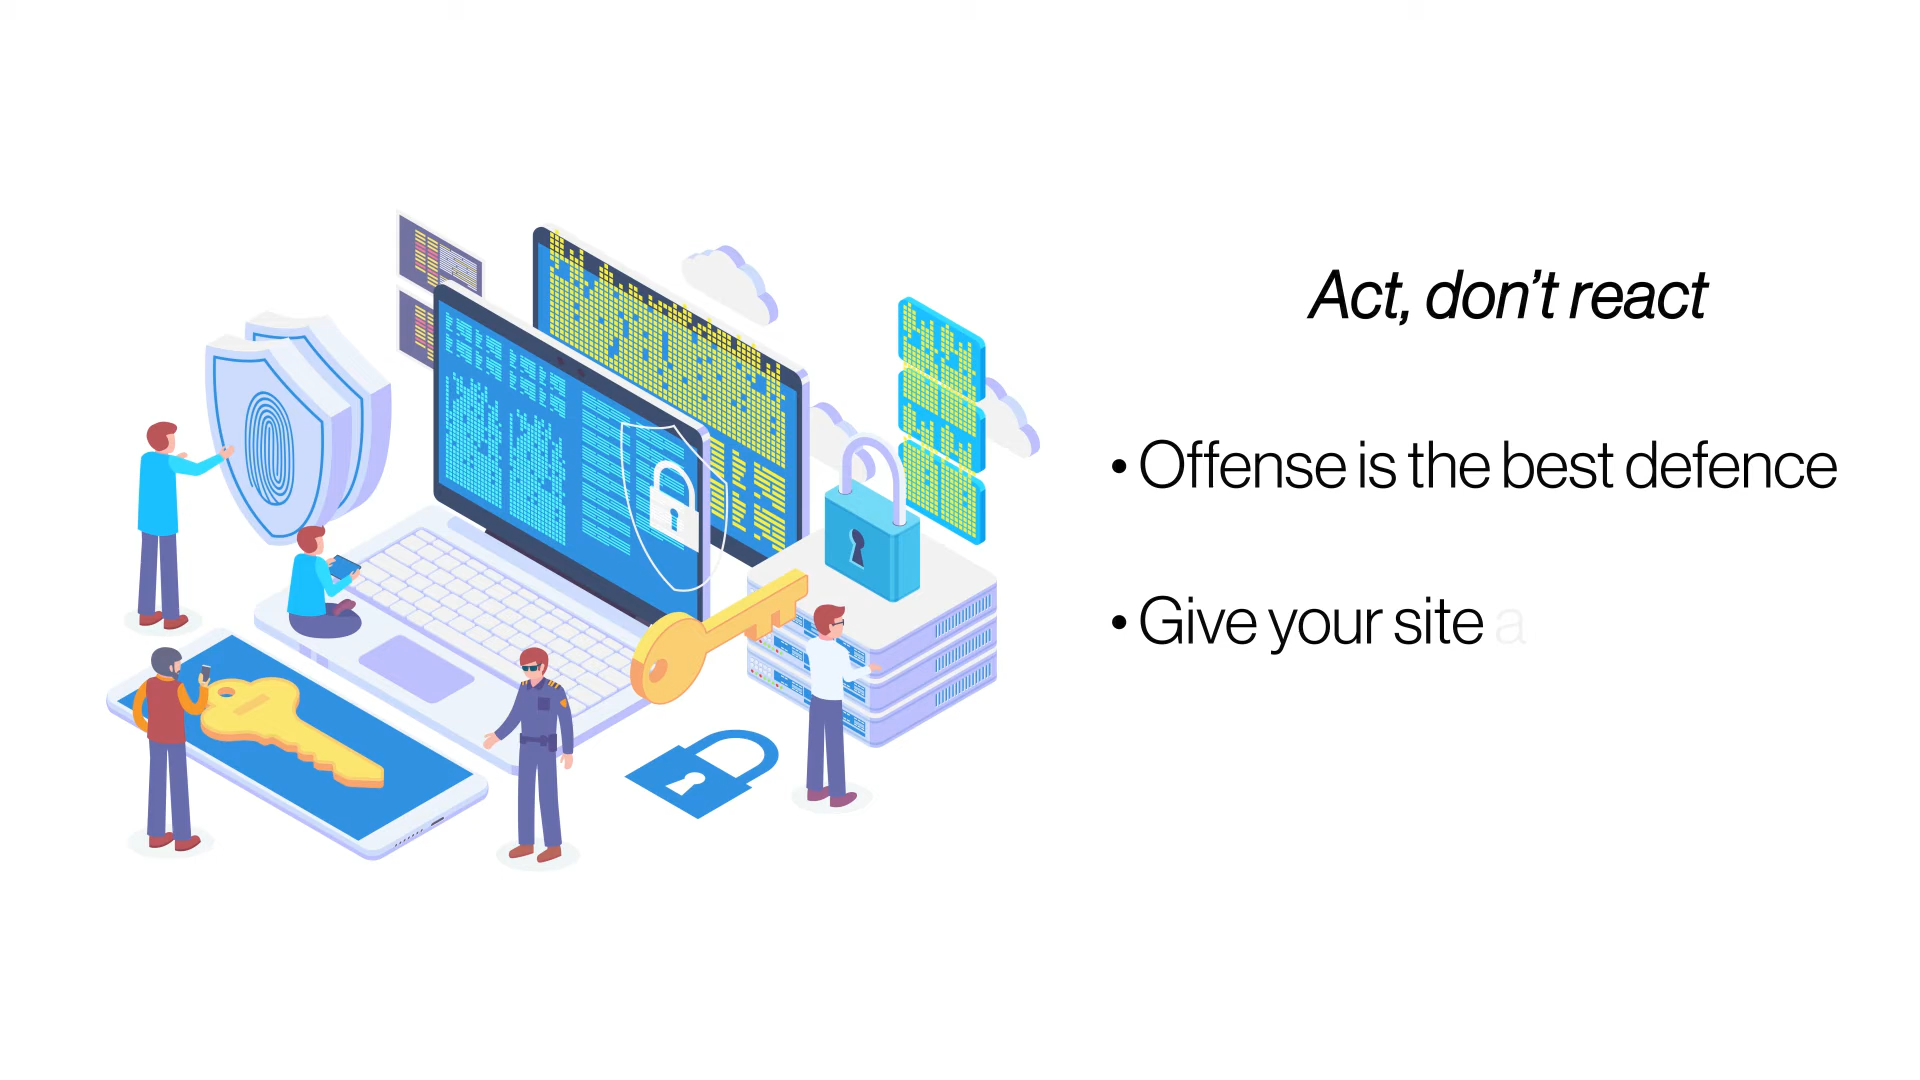 Act, don’t react
• Offense is the best defence
• Give your site a